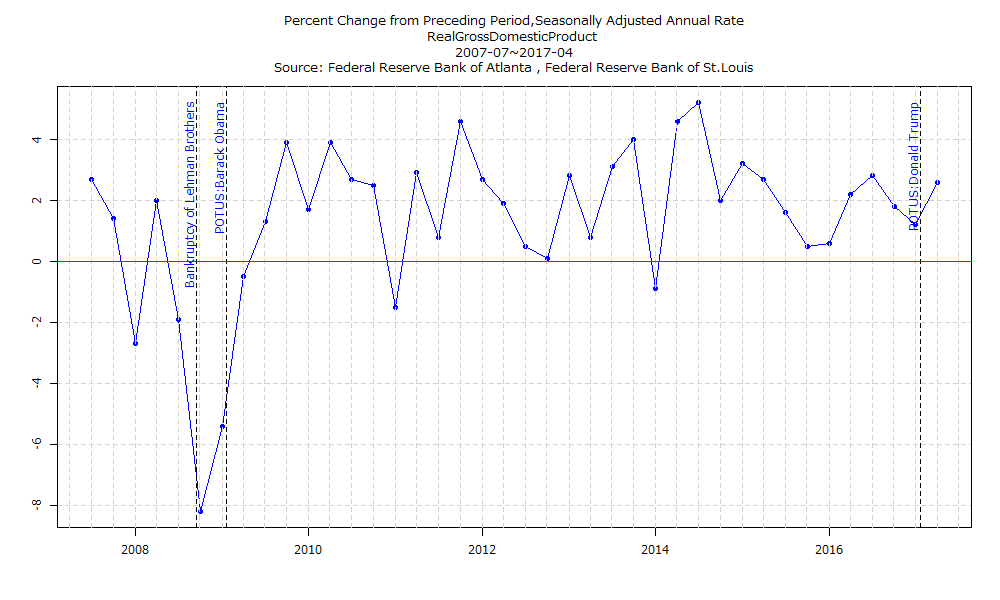 Percent Change from Preceding Period,Seasonally Adjusted Annual Rate
RealGrossDomesticProduct
2007-07~2017-04
Source: Federal Reserve Bank of Atlanta , Federal Reserve Bank of St.Louis
Bankruptcy of Lehman Brothers
POTUS:Barack Obama
POTUS:Donald Trump
4
2
0
-2
-4
-6
-8
2008 2010 2012 2014 2016